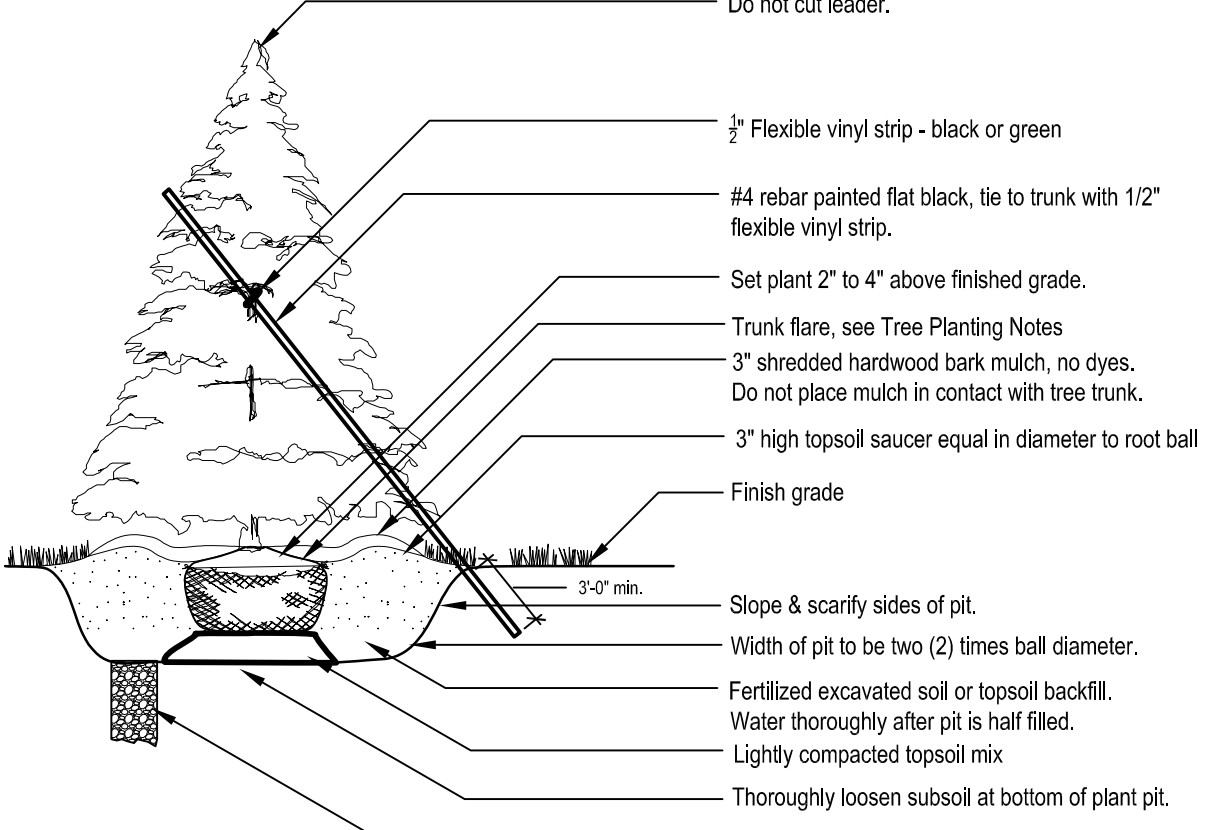 Do not cut leader.
1/2" Flexible vinyl strip - black or green
#4 rebar painted flat black, tie to trunk with 1/2"
flexible vinyl strip.
Set plant 2" to 4" above finished grade.
Trunk flare, see Tree Planting Notes
3" shredded hardwood bark mulch, no dyes.
Do not place mulch in contact with tree trunk.
3" high topsoil saucer equal in diameter to root ball
Finish grade
3'-0" min.
Slope & scarify sides of pit.
Width of pit to be two (2) times ball diameter.
Fertilized excavated soil or topsoil backfill.
Water thoroughly after pit is half filled.
Lightly compacted topsoil mix
Thoroughly loosen subsoil at bottom of plant pit.